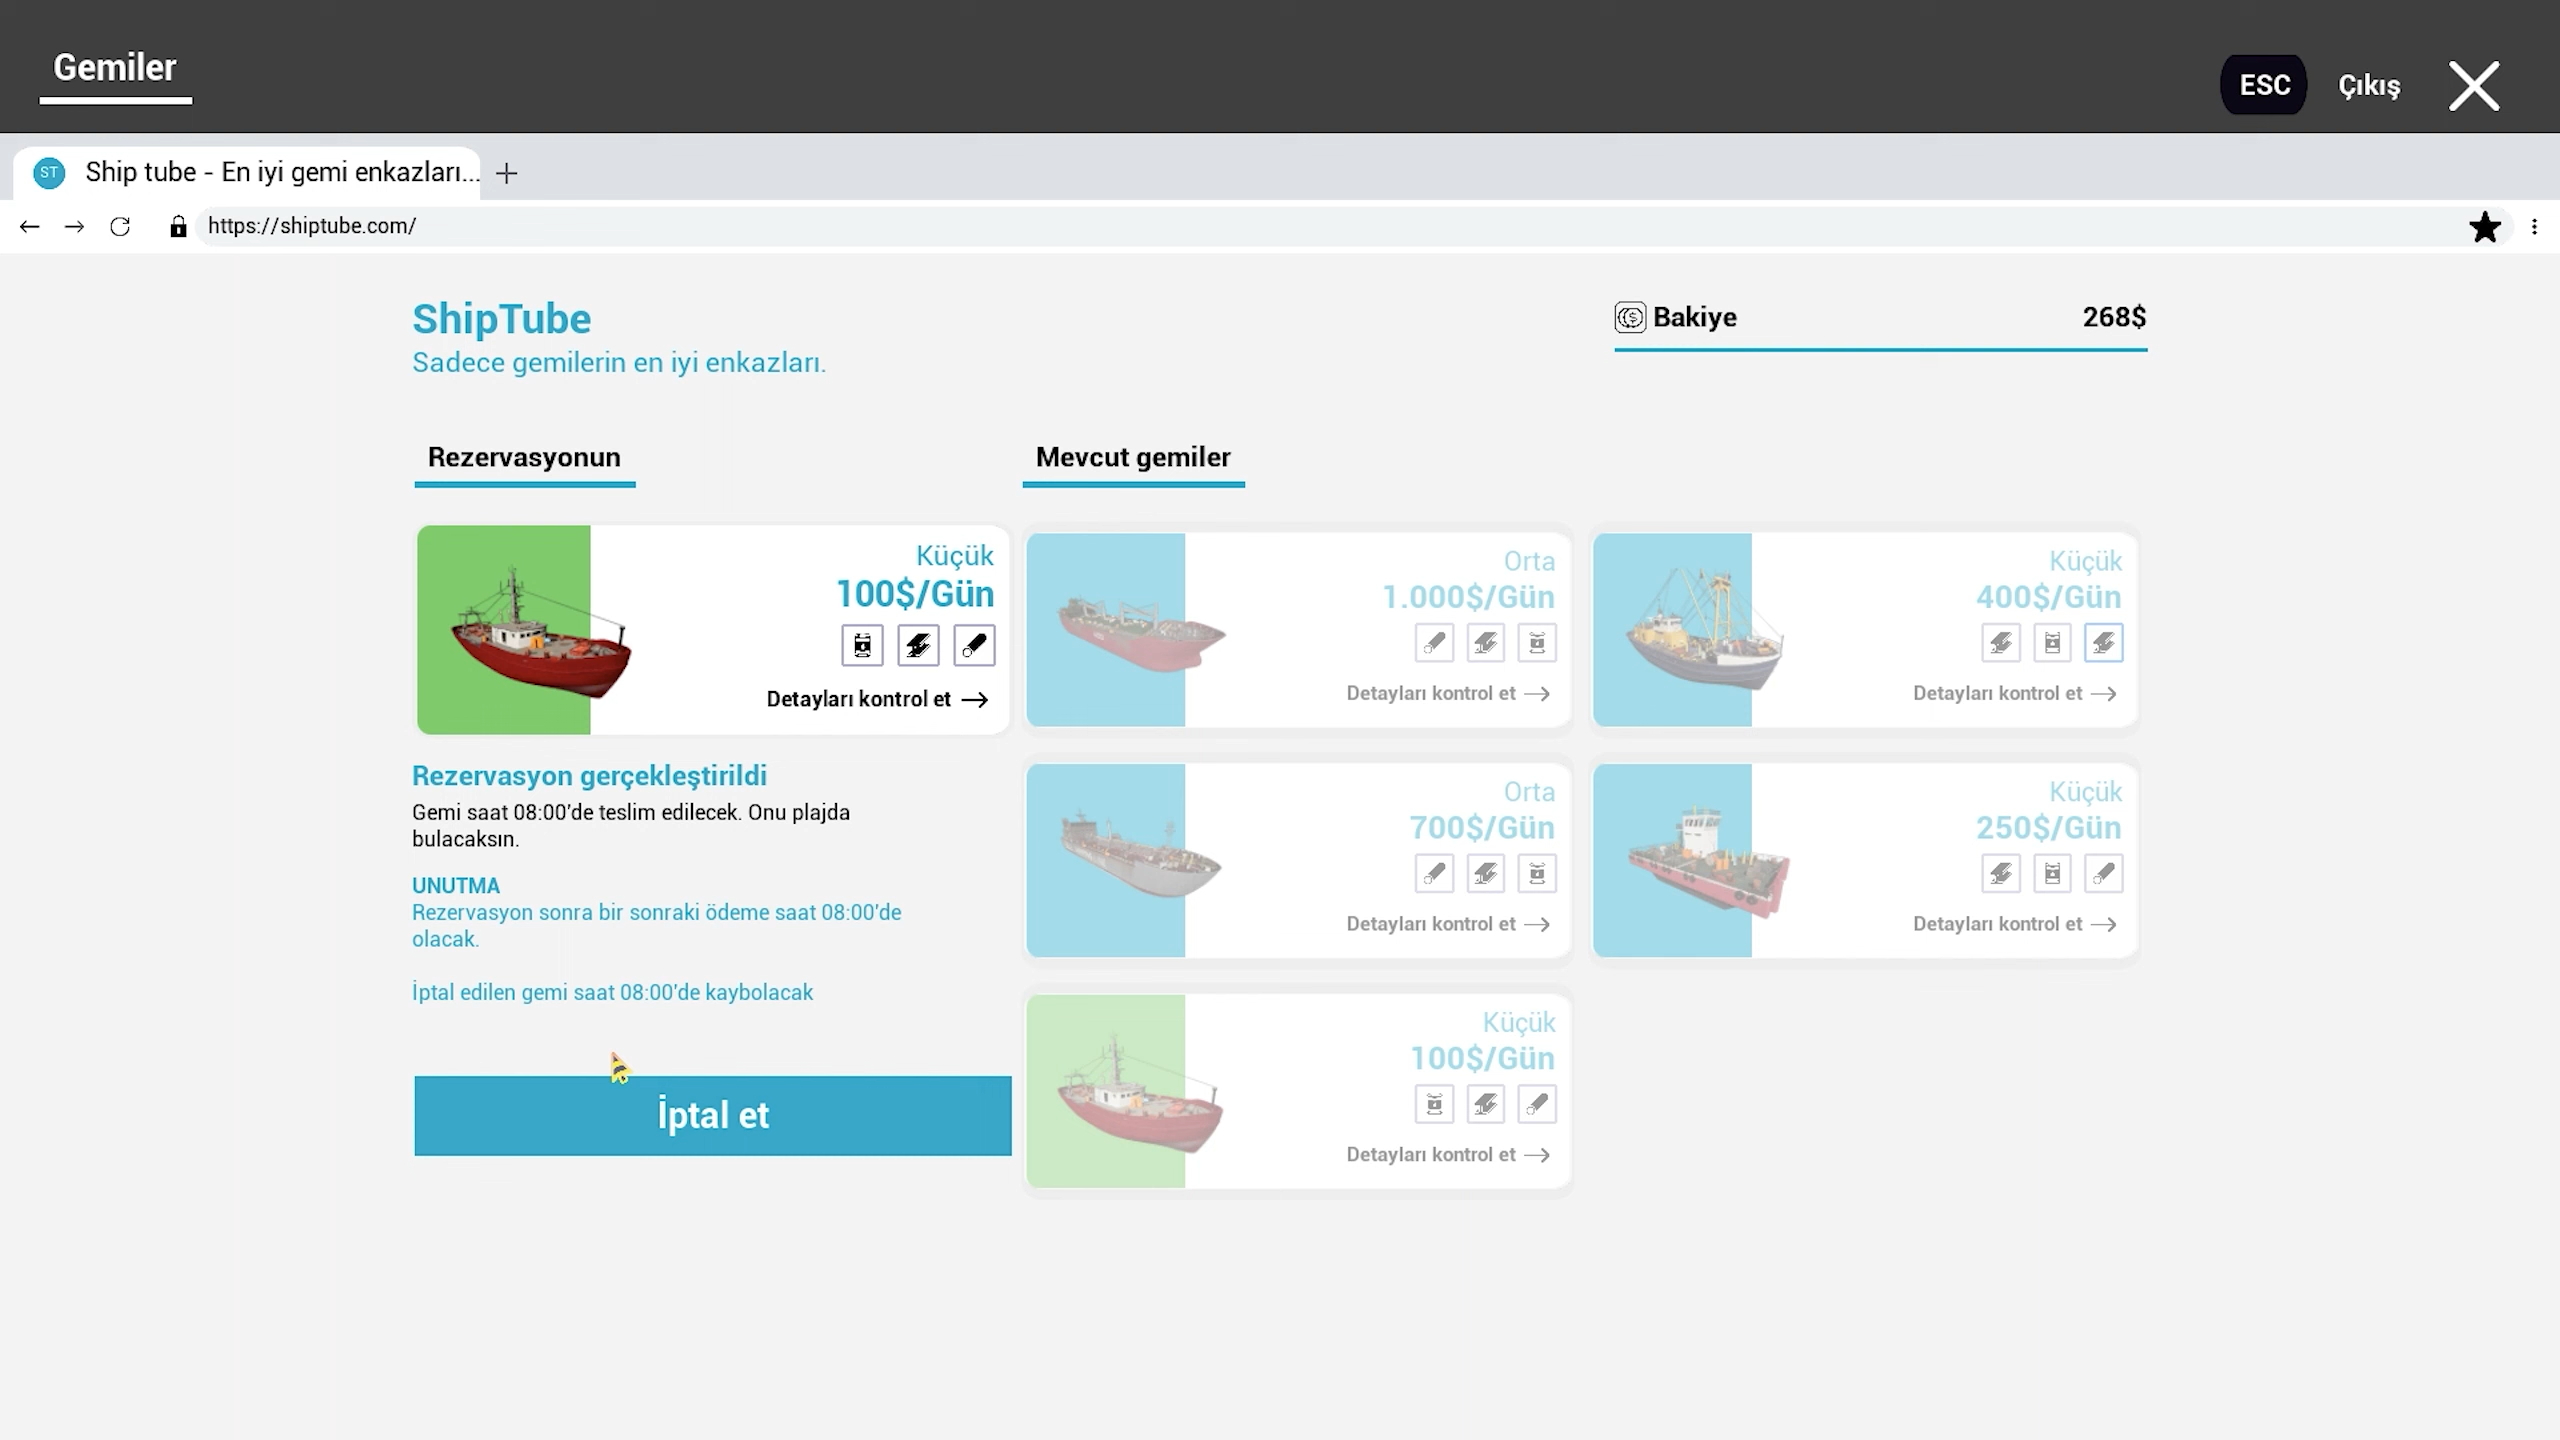 Gemiler
ESC
Çıkış
ST
Ship tube - En iyi gemi enkazları...
https://shiptube.com/
ShipTube
Sadece gemilerin en iyi enkazları.
Bakiye
268$
Rezervasyonun
Mevcut gemiler
Küçük
100$/Gün
Detayları kontrol et
Rezervasyon gerçekleştirildi
Gemi saat 08:00'de teslim edilecek. Onu plajda
bulacaksın.
UNUTMA
Rezervasyon sonra bir sonraki ödeme saat 08:00'de
olacak.
İptal edilen gemi saat 08:00'de kaybolacak
İptal et
Orta
1.000$/Gün
Detayları kontrol et
Küçük
400$/Gün
Detayları kontrol et
Orta
700$/Gün
Detayları kontrol et
Küçük
250$/Gün
Detayları kontrol et
Küçük
100$/Gün
Detayları kontrol et